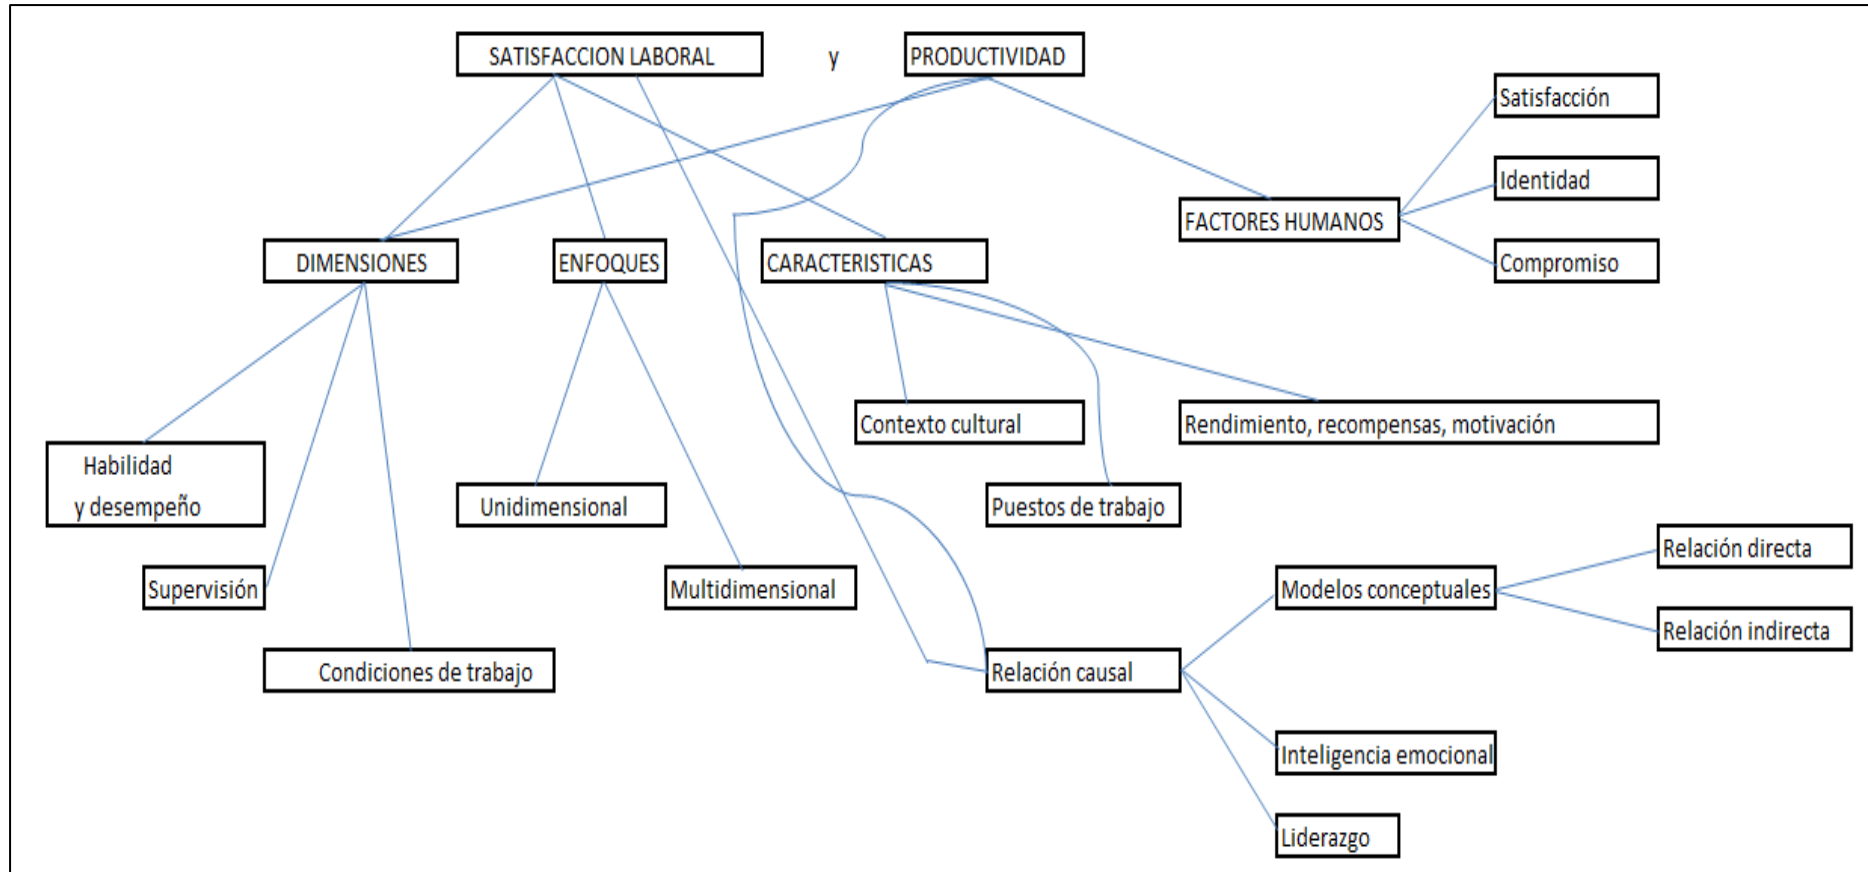 SATISFACCION LABORAL y PRODUCTIVIDAD
Satisfacción
Identidad
FACTORES HUMANOS
Compromiso
DIMENSIONES
ENFOQUES
CARACTERISTICAS
Contexto cultural
Rendimiento, recompensas, motivación
Habilidad
y desempeño
Unidimensional
Puestos de trabajo
Supervisión
Multidimensional
Modelos conceptuales
Relación directa
Relación indirecta
Condiciones de trabajo
Relación causal
Inteligencia emocional
Liderazgo